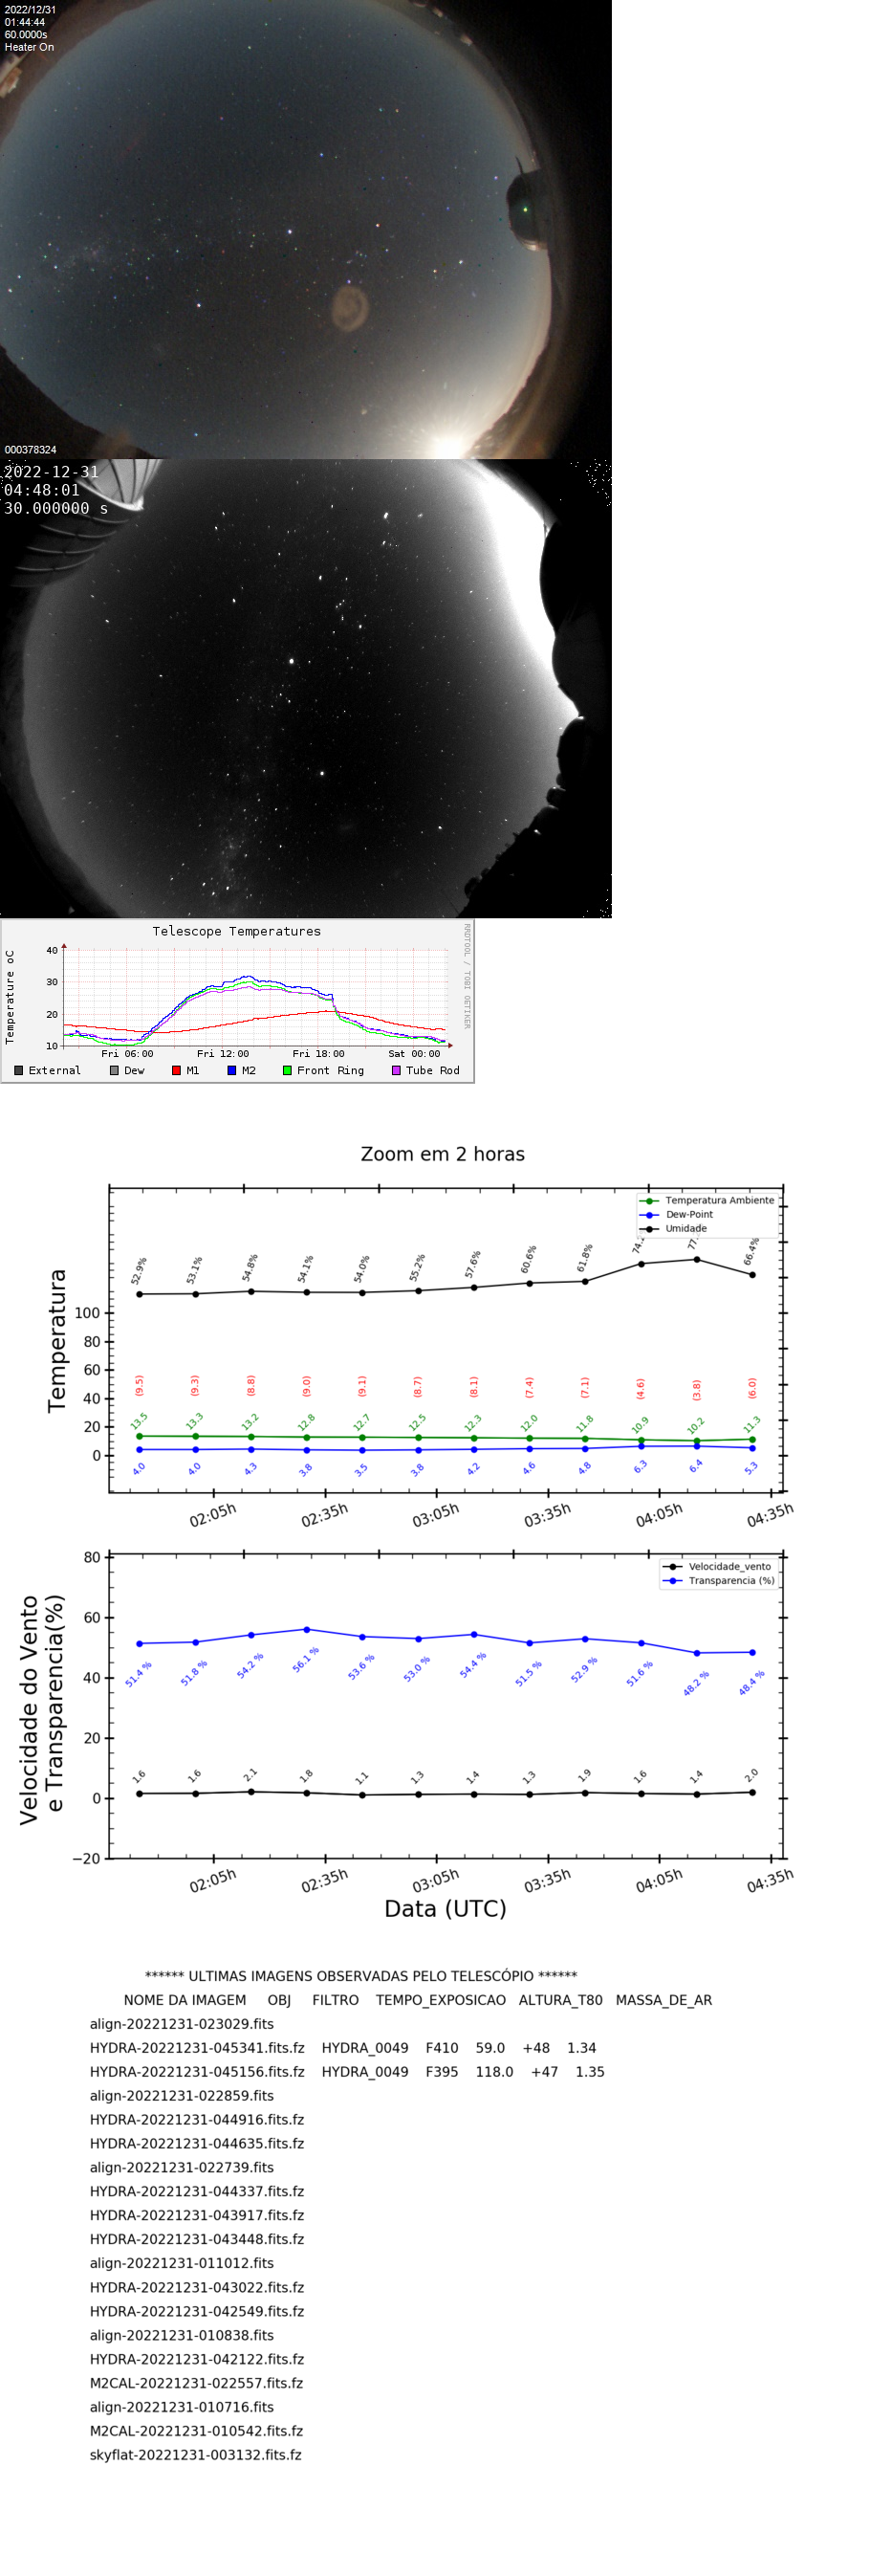 2022/12/31
01:44:44
60.0000s
Heater On
000378324
2022-12-31
04:48:01
30.000000 s
Telescope Temperatures
RRDTOOL / TOBI OETIKER
Temperature oC
40
30
20
10
Fri 06:00 Fri 12:00 Fri 18:00 Sat 00:00
External Dew M1 M2 Front Ring Tube Rod
Zoom em 2 horas
Temperatura Ambiente
Dew-Point
Umidade
52.9% 53.1% 54.8% 54.1% 54.0% 55.2% 57.6% 60.6% 61.8% 66.4%
Temperatura
100
80
60
40
20
0
(9.5) (9.3) (8.8) (9.0) (9.1) (8.7) (8.1) (7.4) (7.1) (4.6) (3.8) (6.0)
13.5 13.3 13.2 12.8 12.7 12.5 12.3 12.0 11.8 10.9 10.2 11.3
4.0 4.0 4.3 3.8 3.5 3.8 4.2 4.6 4.8 6.3 6.4 5.3
02:05h 02:35h 03:05h 03:35h 04:05h 04:35h
Velocidade_vento
Transparencia (%)
Velocidade do Vento
e Transparencia(%)
80
60
40
20
0
−20
51.4 % 51.8 % 54.2 % 56.1 % 53.6 % 53.0 % 54.4 % 51.5 % 52.9 % 51.6 % 48.2 % 48.4 %
1.6 1.6 2.1 1.8 1.1 1.3 1.4 1.3 1.9 1.6 1.4 2.0
02:05h 02:35h 03:05h 03:35h 04:05h 04:35h
Data (UTC)
****** ULTIMAS IMAGENS OBSERVADAS PELO TELESCÓPIO ******
NOME DA IMAGEM OBJ FILTRO TEMPO_EXPOSICAO ALTURA_T80 MASSA_DE_AR
align-20221231-023029.fits
HYDRA-20221231-045341.fits.fz HYDRA_0049 F410 59.0 +48 1.34
HYDRA-20221231-045156.fits.fz HYDRA_0049 F395 118.0 +47 1.35
align-20221231-022859.fits
HYDRA-20221231-044916.fits.fz
HYDRA-20221231-044635.fits.fz
align-20221231-022739.fits
HYDRA-20221231-044337.fits.fz
HYDRA-20221231-043917.fits.fz
HYDRA-20221231-043448.fits.fz
align-20221231-011012.fits
HYDRA-20221231-043022.fits.fz
HYDRA-20221231-042549.fits.fz
align-20221231-010838.fits
HYDRA-20221231-042122.fits.fz
M2CAL-20221231-022557.fits.fz
align-20221231-010716.fits
M2CAL-20221231-010542.fits.fz
skyflat-20221231-003132.fits.fz